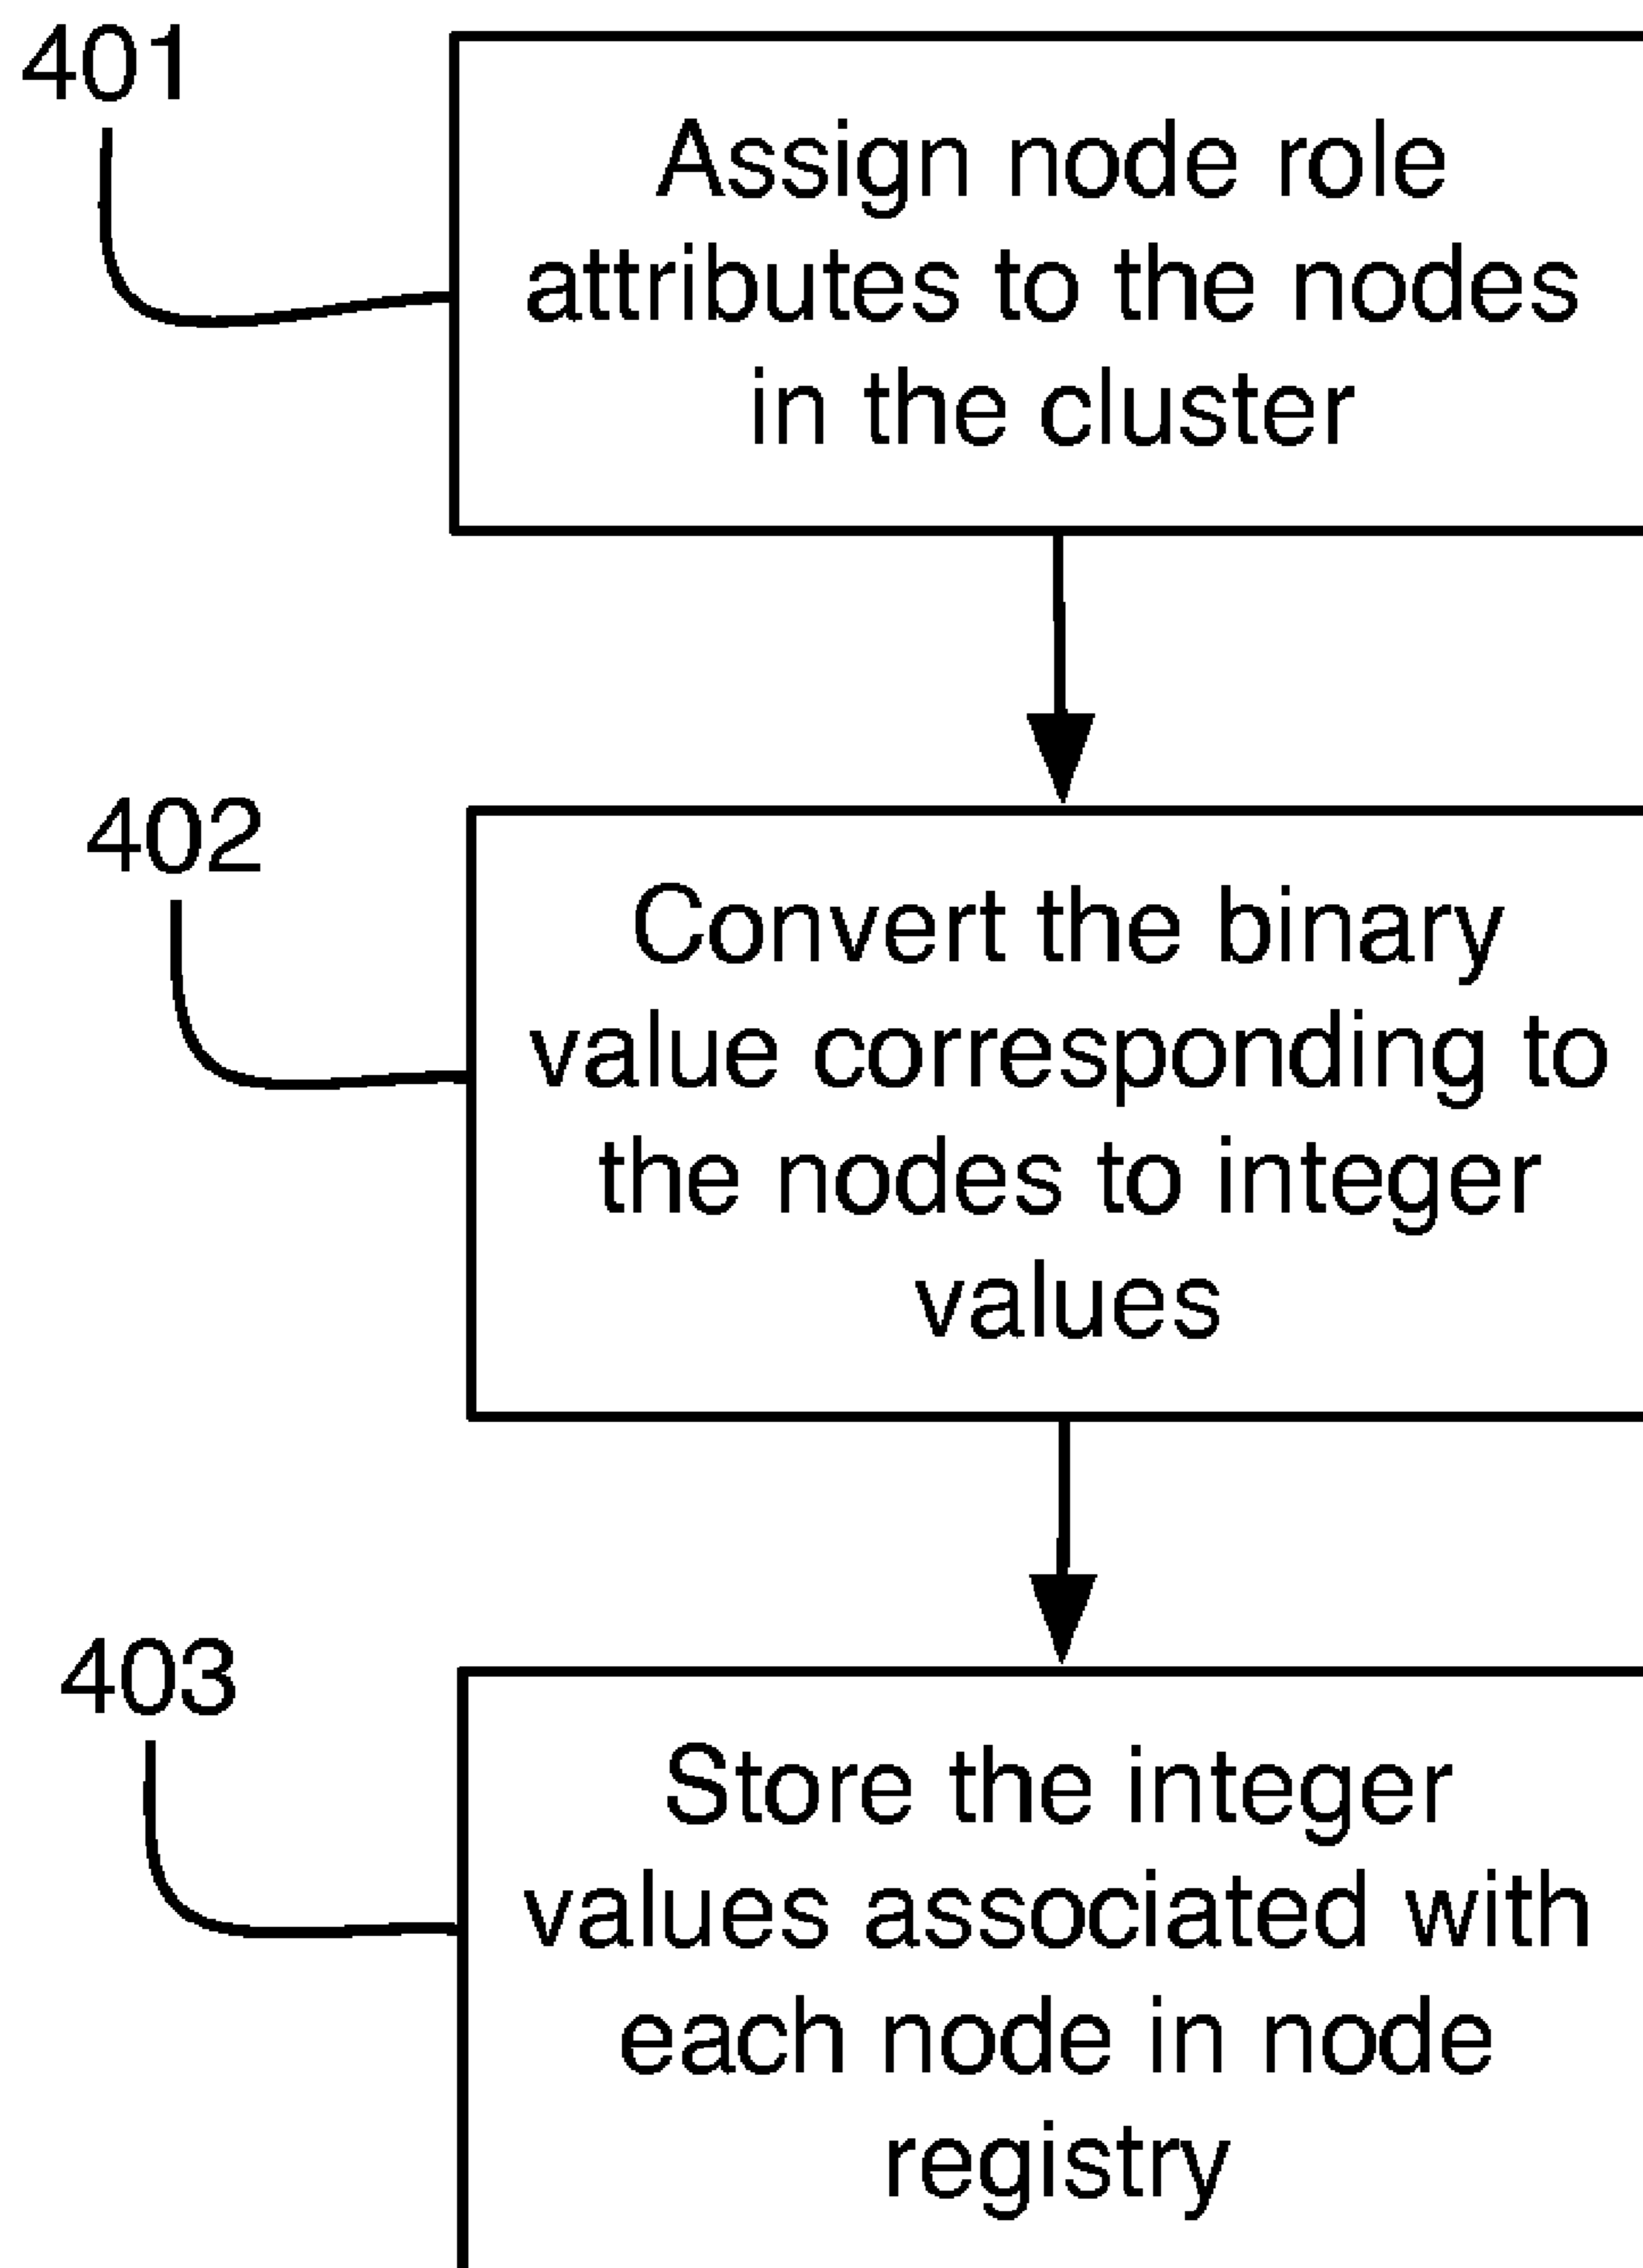 401
Assign node role
attributes to the nodes
in the cluster
402
Convert the binary
value corresponding to
the nodes to integer
values
403
Store the integer
values associated with
each node in node
registry